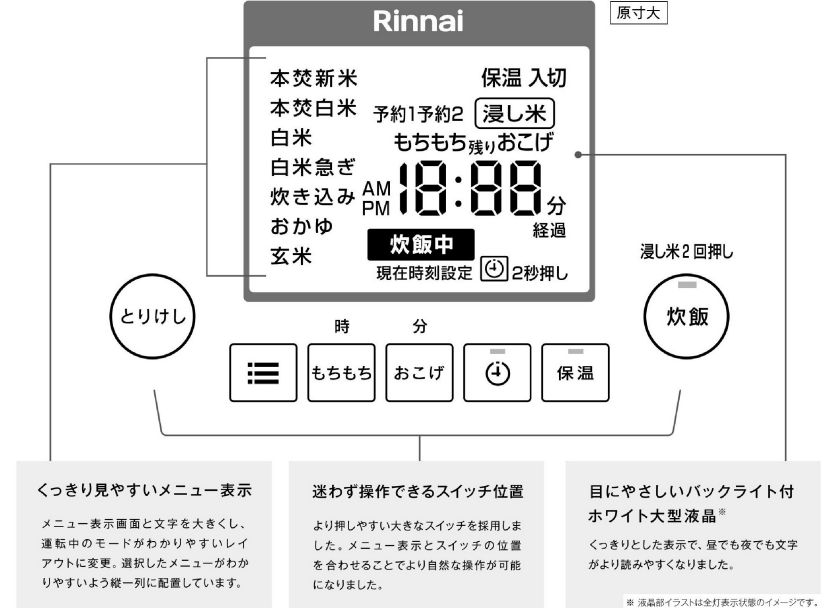 Rinnai
原寸大
本焚新米
本焚白米
白米
白米急ぎ
炊き込み
おかゆ
玄米
保温 入切
予約1予約2 浸し米
もちもち残りおこげ
AM
PM
18:88分
経過
炊飯中
現在時刻設定 2秒押し
浸し米2回押し
とりけし
炊飯
時
分
もちもち
おこげ
保温
くっきり見やすいメニュー表示
メニュー表示画面と文字を大きくし、
運転中のモードがわかりやすいレイ
アウトに変更。選択したメニューがわか
りやすいよう縦一列に配置しています。
迷わず操作できるスイッチ位置
より押しやすい大きなスイッチを採用しま
した。メニュー表示とスイッチの位置
を合わせることでより自然な操作が可能
になりました。
目にやさしいバックライト付
ホワイト大型液晶※
くっきりとした表示で、昼でも夜でも文字
がより読みやすくなりました。
※ 液晶部イラストは全灯表示状態のイメージです。